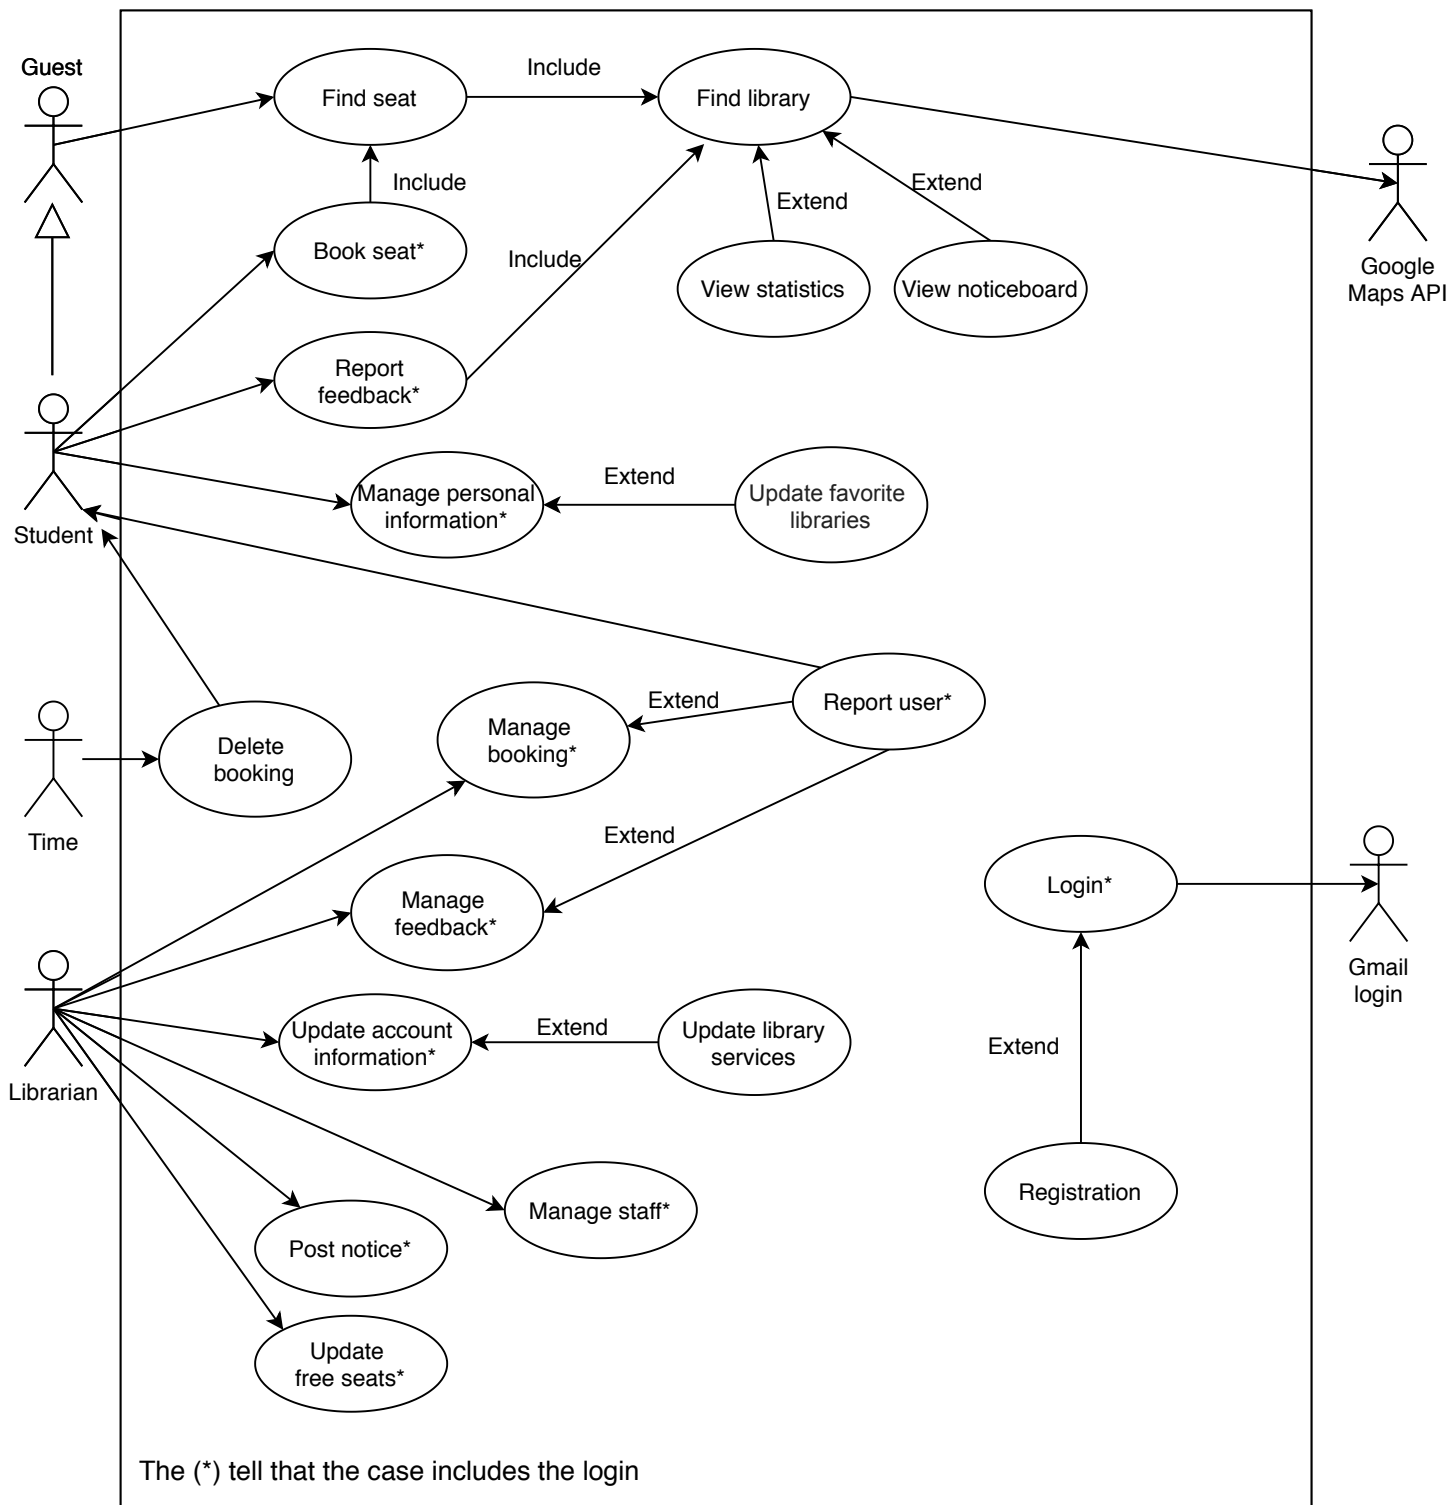 Guest
Find seat
Include
Find library
Include
Extend
Extend
Book seat*
Include
View statistics
View noticeboard
Google
Maps API
Report
feedback*
Student
Manage personal
information*
Extend
Update favorite
libraries
Time
Delete
booking
Manage
booking*
Extend
Report user*
Extend
Manage
feedback*
Login*
Gmail
login
Librarian
Update account
information*
Extend
Update library
services
Extend
Registration
Post notice*
Manage staff*
Update
free seats*
The (*) tell that the case includes the login